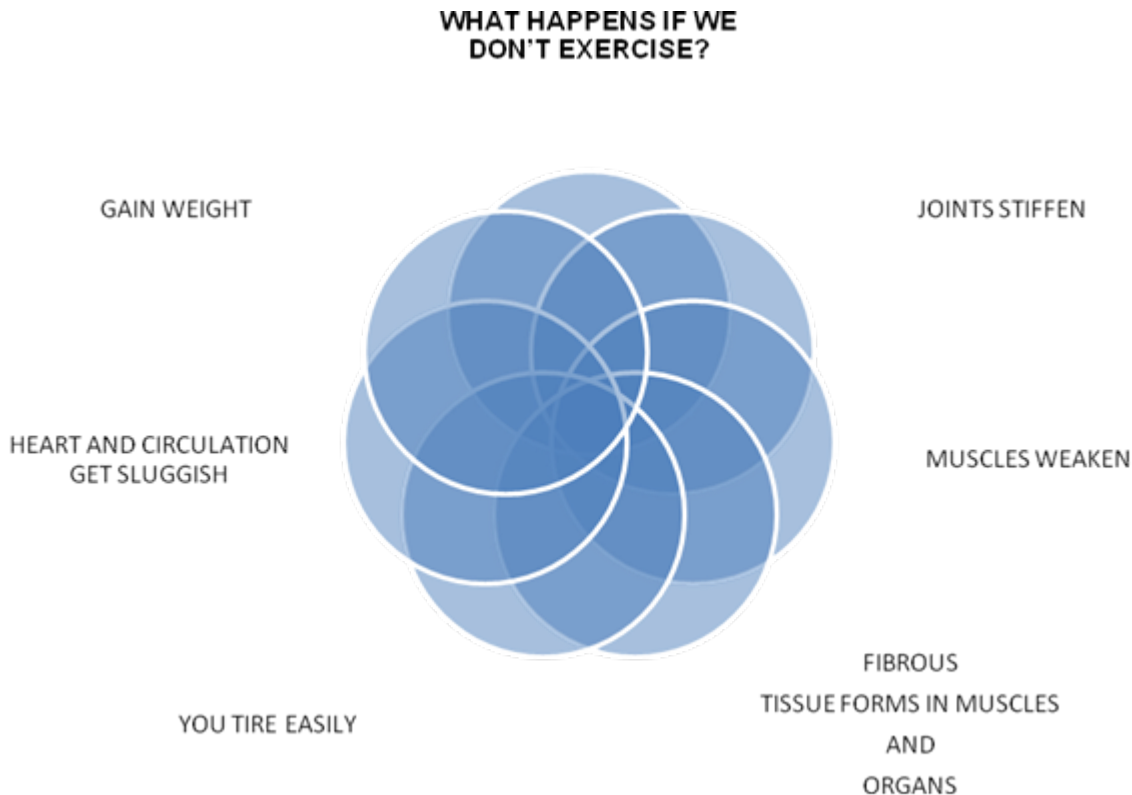 WHAT HAPPENS IF WE
DON'T EXERCISE?
GAIN WEIGHT
JOINTS STIFFEN
HEART AND CIRCULATION
GET SLUGGISH
MUSCLES WEAKEN
YOU TIRE EASILY
FIBROUS
TISSUE FORMS IN MUSCLES
AND
ORGANS